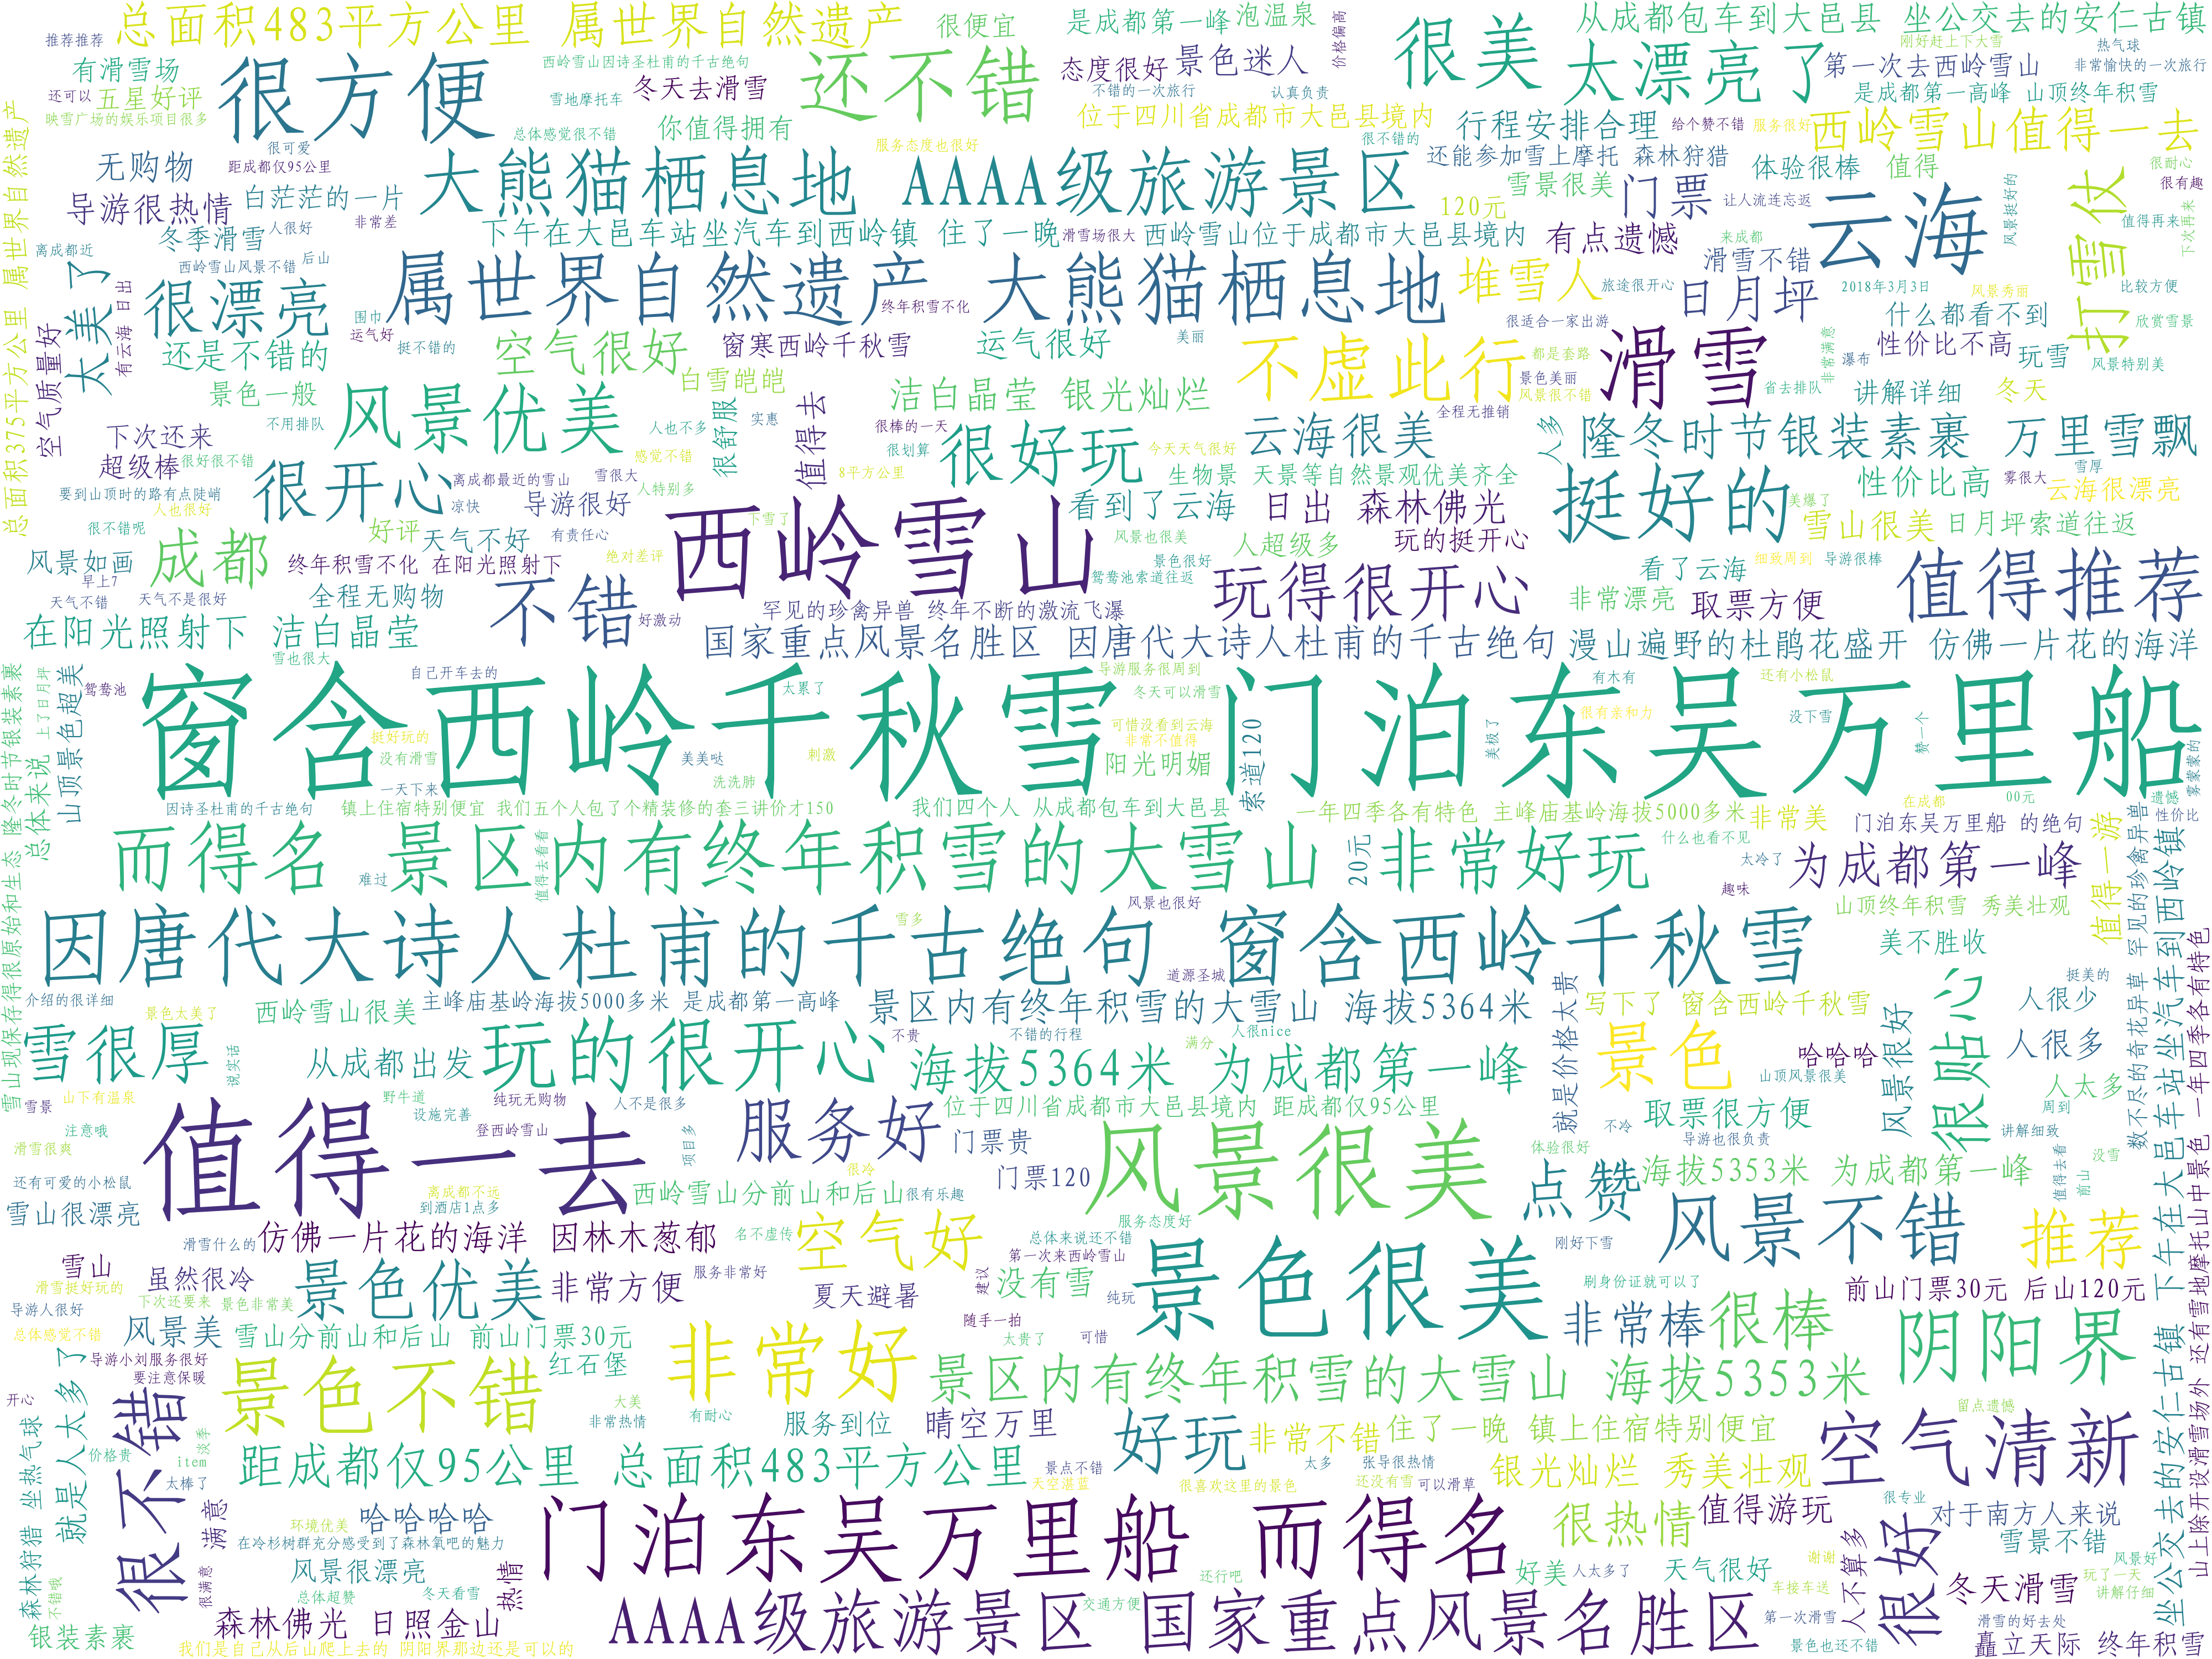 总面积483平方公里 属世界自然遗产
很便宜
是成都第一峰
泡温泉
价格偏高
很美
从成都包车到大邑县 坐公交去的安仁古镇
推荐推荐
有滑雪场
很方便
西岭雪山因诗圣杜甫的千古绝句
还不错
态度很好
景色迷人
太漂亮了
刚好赶上下大雪
热气球
第一次去西岭雪山
非常愉快的一次旅行
还可以
五星好评
雪地摩托车
冬天去滑雪
不错的一次旅行
认真负责
是成都第一高峰 山顶终年积雪
映雪广场的娱乐项目很多
总体感觉很不错
你值得拥有
位于四川省成都市大邑县境内
行程安排合理
给个赞不错
服务很好
西岭雪山值得一去
很可爱
服务态度也很好
很不错的
无购物
距成都仅95公里
大熊猫栖息地 AAAA级旅游景区
还能参加雪上摩托 森林狩猎
体验很棒
值得
很耐心
很有趣
导游很热情
白茫茫的一片
雪景很美
门票
让人流连忘返
云海
打雪仗
120元
非常差
人很好
冬季滑雪
下午在大邑车站坐汽车到西岭镇 住了一晚
滑雪场很大
西岭雪山位于成都市大邑县境内
有点遗憾
来成都
风景挺好的
值得再来
下次再来
离成都近
西岭雪山风景不错
后山
属世界自然遗产 大熊猫栖息地
堆雪人
滑雪不错
太美了
有云海 日出
很漂亮
终年积雪不化
旅途很开心
日月坪
2018年3月3日
风景秀丽
比较方便
围巾
运气好
很适合一家出游
什么都看不到
欣赏雪景
空气质量好
还是不错的
挺不错的
空气很好
窗寒西岭千秋雪
运气很好
美丽
不虚此行
都是套路
滑雪
非常满意
瀑布
性价比不高
玩雪
风景特别美
景色一般
风景优美
白雪皑皑
洁白晶莹 银光灿烂
景色美丽
风景很不错
省去排队
讲解详细
冬天
总面积375平方公里 属世界自然遗产
不用排队
人也不多
实惠
很舒服
值得去
很棒的一天
全程无推销
下次还来
很好玩
云海很美
人多
隆冬时节银装素裹 万里雪飘
超级棒
很好很不错
感觉不错
很划算
今天天气很好
很开心
离成都最近的雪山
雪很大
人特别多
8平方公里
生物景 天景等自然景观优美齐全
挺好的
性价比高
雪厚
雾很大
要到山顶时的路有点陡峭
凉快
导游很好
看到了云海
日出 森林佛光
美爆了
云海很漂亮
人也很好
有责任心
西岭雪山
下雪了
很不错呢
成都
好评
天气不好
风景也很美
人超级多
玩的挺开心
雪山很美
日月坪索道往返
风景如画
终年积雪不化 在阳光照射下
绝对差评
景色很好
鸳鸯池索道往返
看了云海
细致周到
导游很棒
值得推荐
早上7
天气不错
天气不是很好
全程无购物
不错
好激动
罕见的珍禽异兽 终年不断的激流飞瀑
玩得很开心
非常漂亮
取票方便
在阳光照射下 洁白晶莹
国家重点风景名胜区 因唐代大诗人杜甫的千古绝句
漫山遍野的杜鹃花盛开 仿佛一片花的海洋
雪也很大
鸳鸯池
自己开车去的
太累了
导游服务很周到
冬天可以滑雪
有木有
还有小松鼠
窗含西岭千秋雪 门泊东吴万里船
上了日月坪
山顶景色超美
挺好玩的
没有滑雪
美美哒
刺激
可惜没看到云海
非常不值得
很有亲和力
没下雪
美极了
赞一个
雾蒙蒙的
总体来说
一天下来
洗洗肺
阳光明媚
索道120
因诗圣杜甫的千古绝句
镇上住宿特别便宜 我们五个人包了个精装修的套三讲价才150
我们四个人 从成都包车到大邑县
一年四季各有特色 主峰庙基岭海拔5000多米
非常美
在成都
00元
遗憾
性价比
而得名 景区内有终年积雪的大雪山
值得去看看
20元
非常好玩
什么也看不见
门泊东吴万里船 的绝句
太冷了
为成都第一峰
值得一游
难过
趣味
因唐代大诗人杜甫的千古绝句 窗含西岭千秋雪
风景也很好
雪多
山顶终年积雪 秀美壮观
美不胜收
道源圣城
雪山现保存得很原始和生态 隆冬时节银装素裹
介绍的很详细
景色太美了
西岭雪山很美
主峰庙基岭海拔5000多米 是成都第一高峰
景区内有终年积雪的大雪山 海拔5364米
就是价格太贵
写下了 窗含西岭千秋雪
很贴心
挺美的
人很少
雪很厚
说实话
从成都出发
玩的很开心
不贵
不错的行程
人很nice
满分
海拔5364米 为成都第一峰
景色
哈哈哈
风景很好
人很多
山顶风景很美
雪景
山下有温泉
野牛道
纯玩无购物
人不是很多
位于四川省成都市大邑县境内 距成都仅95公里
取票很方便
人太多
周到
设施完善
注意哦
滑雪很爽
值得一去
登西岭雪山
项目多
服务好
门票贵
风景很美
体验很好
不冷
导游也很负责
讲解细致
没雪
还有可爱的小松鼠
离成都不远
到酒店1点多
很冷
西岭雪山分前山和后山
很有乐趣
门票120
点赞
海拔5353米 为成都第一峰
值得去看
前山
雪山很漂亮
滑雪什么的
仿佛一片花的海洋 因林木葱郁
名不虚传
空气好
服务态度好
总体来说还不错
第一次来西岭雪山
刚好下雪
风景不错
推荐
雪山
滑雪挺好玩的
虽然很冷
景色优美
非常方便
服务非常好
夏天避暑
建议
没有雪
景色很美
刷身份证就可以了
前山门票30元 后山120元
导游人很好
下次还要来
景色非常美
纯玩
非常棒
很棒
总体感觉不错
风景美
雪山分前山和后山 前山门票30元
随手一拍
太贵了
可惜
阴阳界
导游小刘服务很好
要注意保暖
景色不错
红石堡
非常好
景区内有终年积雪的大雪山 海拔5353米
开心
就是人太多了
很不错
大美
非常热情
有耐心
服务到位
晴空万里
好玩
非常不错
住了一晚 镇上住宿特别便宜
留点遗憾
空气清新
价格贵
item
淡季
太棒了
距成都仅95公里 总面积483平方公里
景点不错
太多
张导很热情
银光灿烂 秀美壮观
天空湛蓝
很喜欢这里的景色
还没有雪
可以滑草
森林狩猎 坐热气球
满意
环境优美
哈哈哈哈
门泊东吴万里船 而得名
很热情
值得游玩
很专业
对于南方人来说
在冷杉树群充分感受到了森林氧吧的魅力
雪景不错
不错哦
很满意
风景很漂亮
总体超赞
冬天看雪
热情
还行吧
好美
人太多了
天气很好
谢谢
人不算多
很好
风景好
玩了一天
讲解仔细
冬天滑雪
银装素裹
森林佛光 日照金山
AAAA级旅游景区 国家重点风景名胜区
交通方便
车接车送
第一次滑雪
滑雪的好去处
我们是自己从后山爬上去的 阴阳界那边还是可以的
景色也还不错
矗立天际 终年积雪
数不尽的奇花异草 罕见的珍禽异兽
坐公交去的安仁古镇 下午在大邑车站坐汽车到西岭镇
山上除开设滑雪场外 还有雪地摩托
山中景色 一年四季各有特色